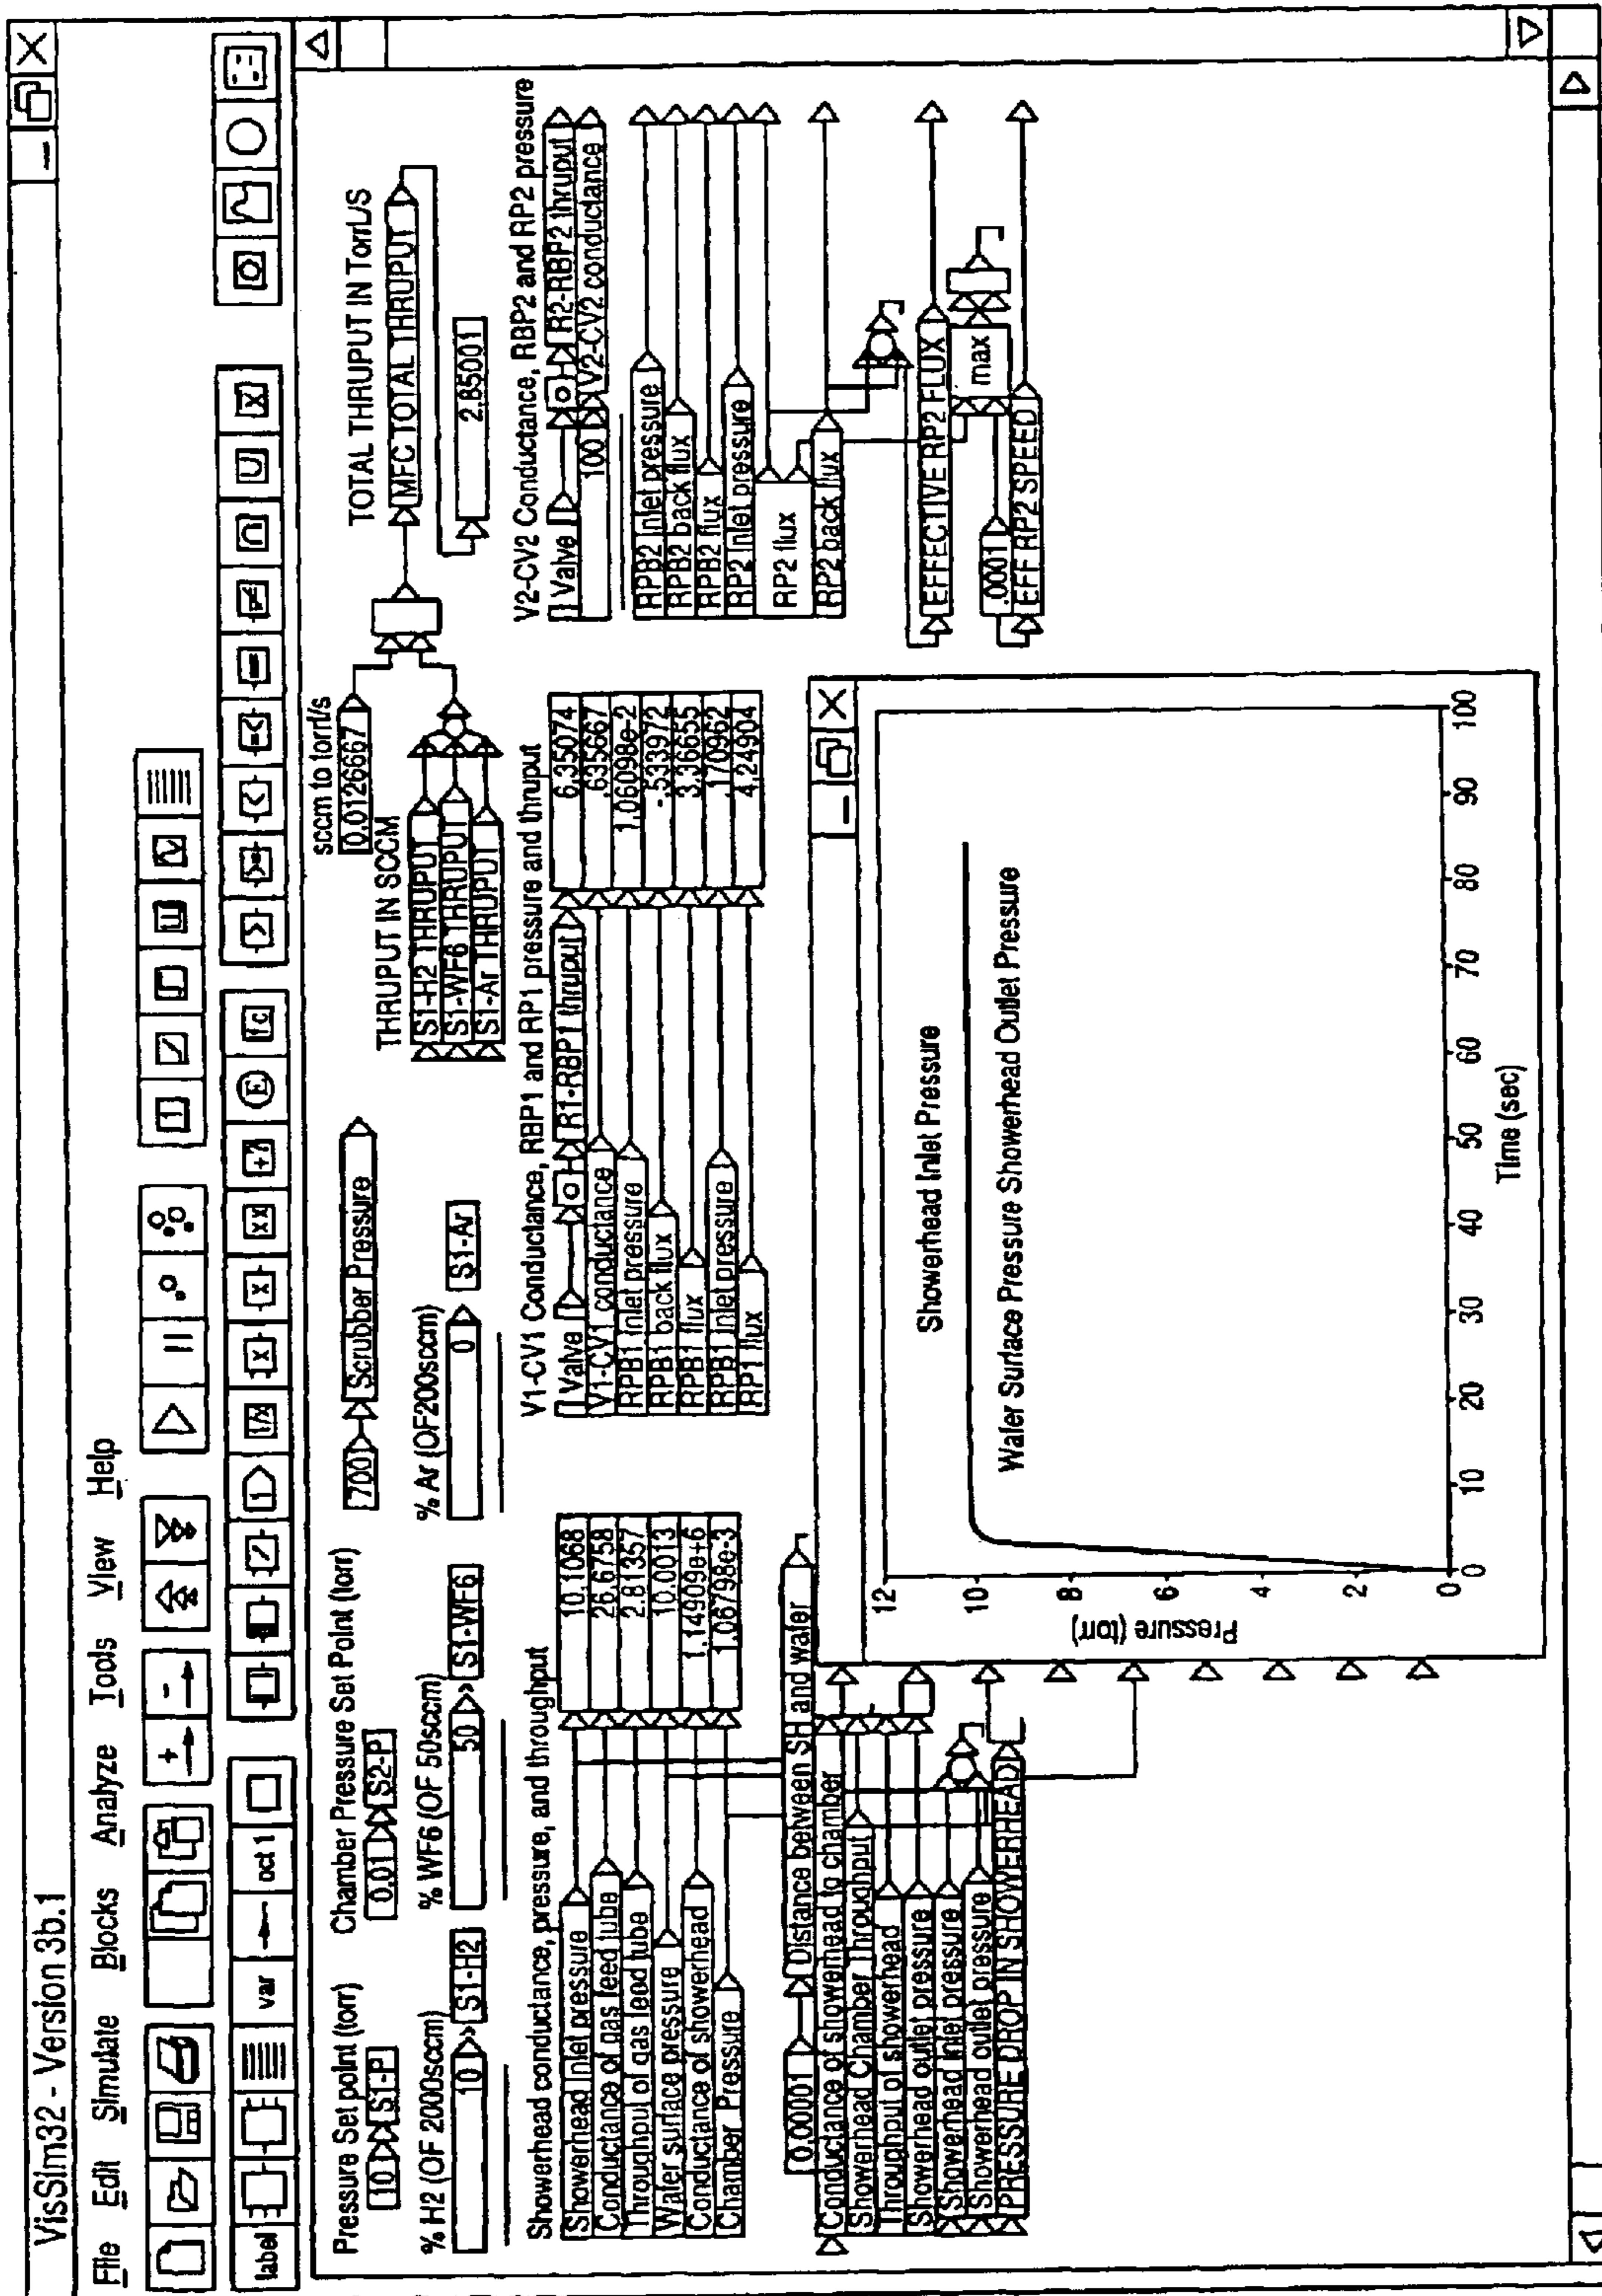 VisSim32 - Version 3b.1
File Edit Simulate Blocks Analyze Tools View Help
label
var
oct 1
1
1/X
X
X
XX
+?
E
fc
Pressure Set point (torr)
10
S1-P
Chamber Pressure Set Point (torr)
0.01
S2-P
700
Scrubber Pressure
% H2 (OF 2000sccm)
10
S1-H2
% WF6 (OF 50sccm)
50
S1-WF6
% Ar (OF200sccm)
0
S1-Ar
sccm to torrl/s
0.0126667
THRUPUT IN SCCM
S1-H2 THRUPUT
S1-WF6 THRUPUT
S1-Ar THRUPUT
TOTAL THRUPUT IN TorrL/S
MFC TOTAL THRUPUT
2.85001
Showerhead conductance, pressure, and throughput
Showerhead inlet pressure 10.1068
Conductance of gas feed tube 26.6758
Throughput of gas feed tube 2.81357
Wafer surface pressure 10.0013
Conductance of showerhead 1.14909e+6
Chamber Pressure 1.06798e-3
0.00001
Distance between SH and wafer
Conductance of showerhead to chamber
Showerhead Chamber Throughput
Throughput of showerhead
Showerhead outlet pressure
Showerhead inlet pressure
Showerhead outlet pressure
PRESSURE DROP IN SHOWERHEAD
V1-CV1 Conductance, RBP1 and RP1 pressure and thruput
[] Valve
R1-RBP1 thruput 6.35074
V1-CV1 conductance .635667
RPB1 inlet pressure 1.06098e-2
RPB1 back flux -.533972
RPB1 flux 3.36655
RPB1 inlet pressure .170962
RP1 flux 4.24904
V2-CV2 Conductance, RBP2 and RP2 pressure
[] Valve
R2-RBP2 thruput
100
V2-CV2 conductance
RPB2 inlet pressure
RPB2 back flux
RPB2 flux
RP2 inlet pressure
RP2 flux
RP2 back flux
EFFECTIVE RP2 FLUX
.0001
max
EFF RP2 SPEED
Showerhead Inlet Pressure
Wafer Surface Pressure Showerhead Outlet Pressure
Pressure (torr)
12
10
8
6
4
2
0
0 10 20 30 40 50 60 70 80 90 100
Time (sec)